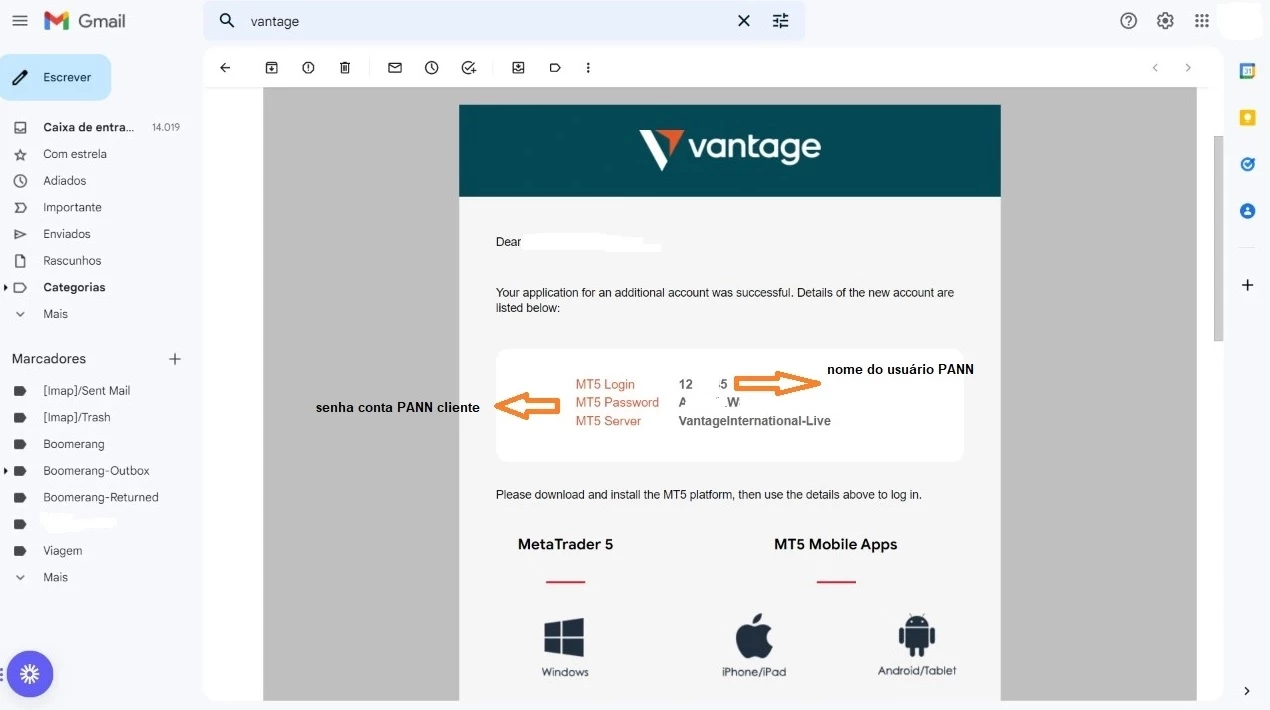 Gmail
vantage
Escrever
Caixa de entra... 14.019
Com estrela
Adiados
Importante
Enviados
Rascunhos
Categorias
Mais
Marcadores
[Imap]/Sent Mail
[Imap]/Trash
Boomerang
Boomerang-Outbox
Boomerang-Returned
Viagem
Mais
vantage
Dear
Your application for an additional account was successful. Details of the new account are
listed below:
nome do usuário PANN
MT5 Login 12 5
senha conta PANN cliente
MT5 Password A .W
MT5 Server VantageInternational-Live
Please download and install the MT5 platform, then use the details above to log in.
MetaTrader 5
MT5 Mobile Apps
Windows
iPhone/iPad
Android/Tablet
31